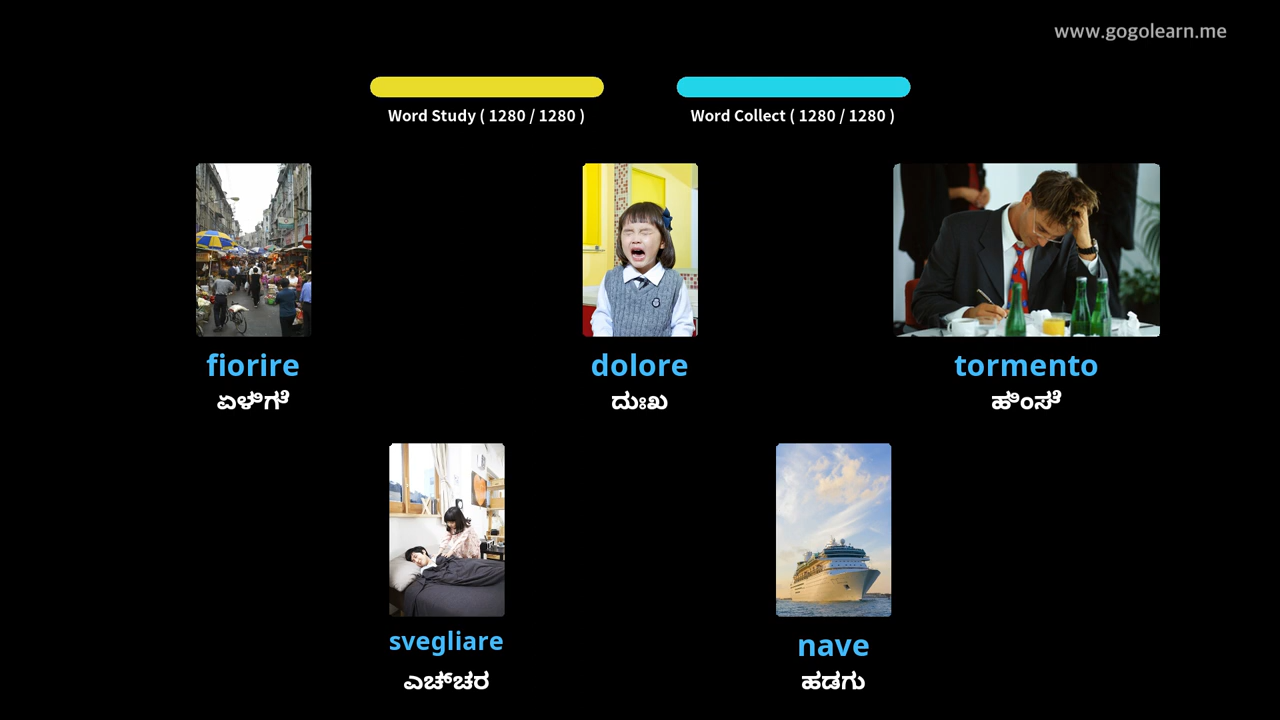 www.gogolearn.me
Word Study ( 1280 / 1280 )
Word Collect ( 1280 / 1280 )
fiorire
ಏಳಿಗೆ
dolore
ದುಃಖ
tormento
ಹಿಂಸೆ
svegliare
ಎಚ್ಚರ
nave
ಹಡಗು